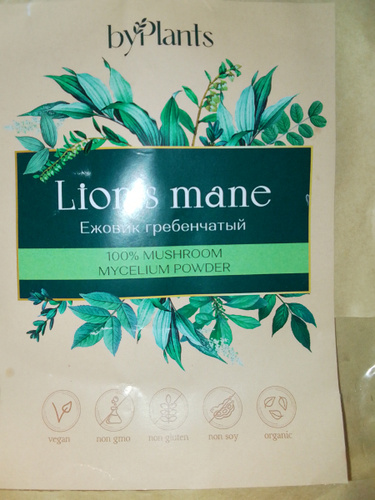 byPlants
Lion's mane
Ежовик гребенчатый
100% MUSHROOM
MYCELIUM POWDER
vegan
non gmo
non gluten
non soy
organic